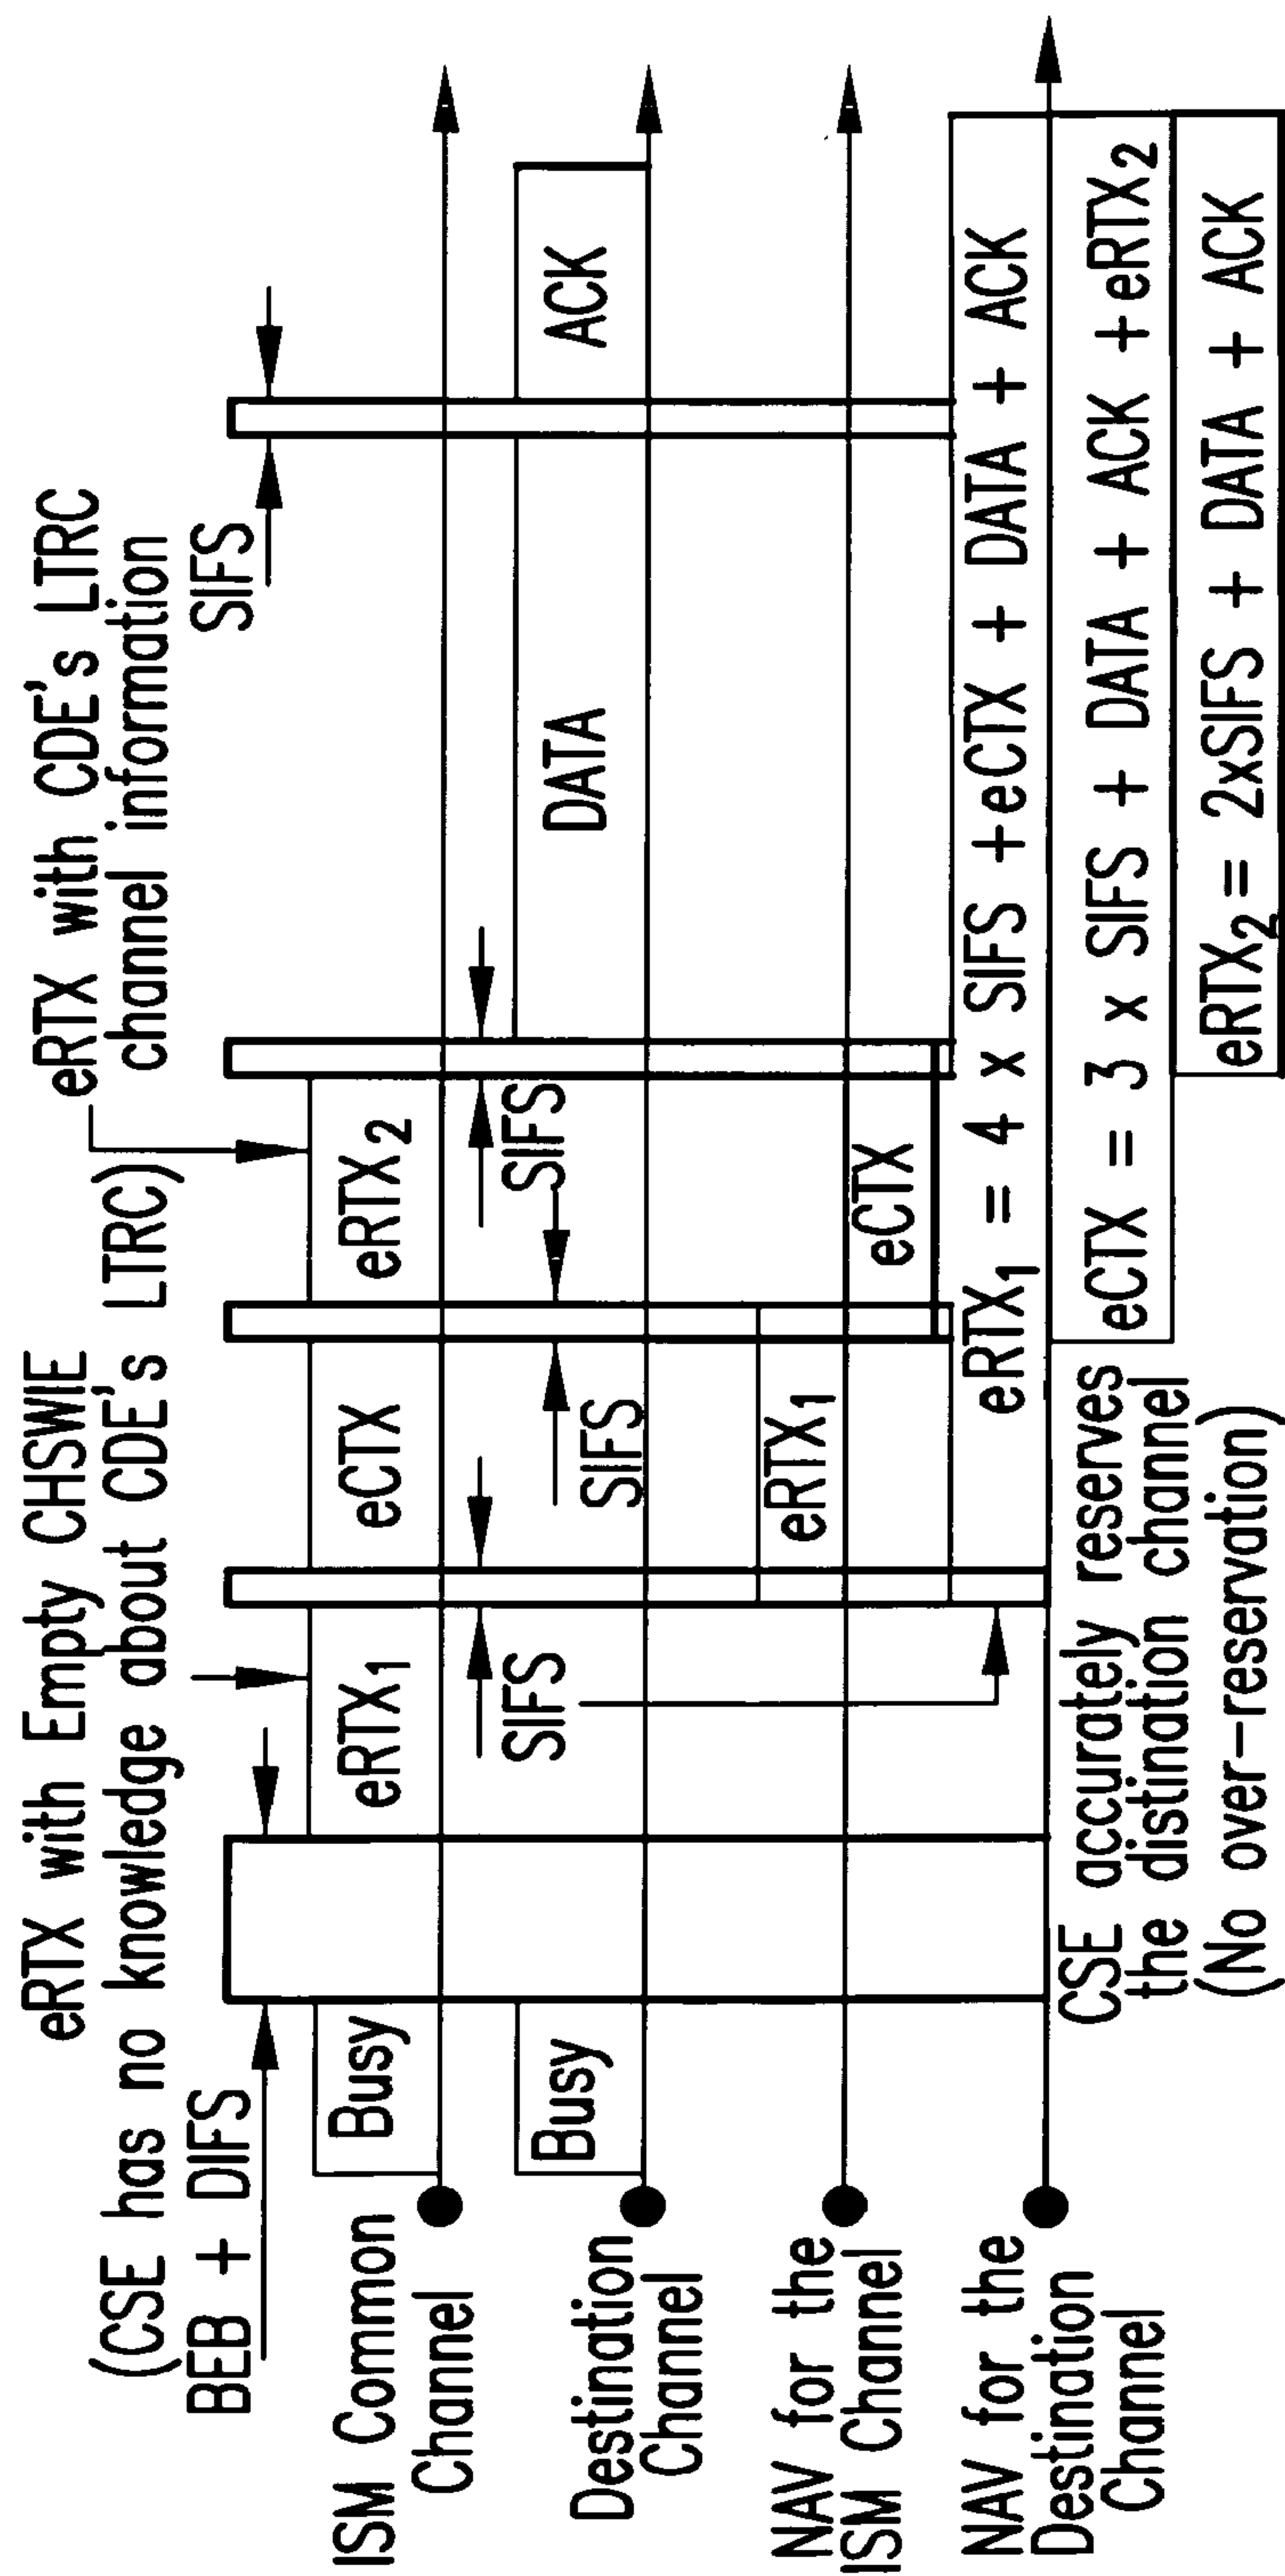 eRTX with Empty CHSWIE
(CSE has no knowledge about CDE's LTRC)
eRTX with CDE's LTRC
channel information
BEB + DIFS
SIFS
ISM Common
Channel
Busy
eRTX1
eCTX
eRTX2
SIFS
SIFS
SIFS
Destination
Channel
Busy
DATA
ACK
NAV for the
ISM Channel
eRTX1
eCTX
NAV for the
Destination
Channel
eRTX1 = 4 x SIFS +eCTX + DATA + ACK
eCTX = 3 x SIFS + DATA + ACK +eRTX2
eRTX2 = 2xSIFS + DATA + ACK
CSE accurately reserves
the distination channel
(No over-reservation)